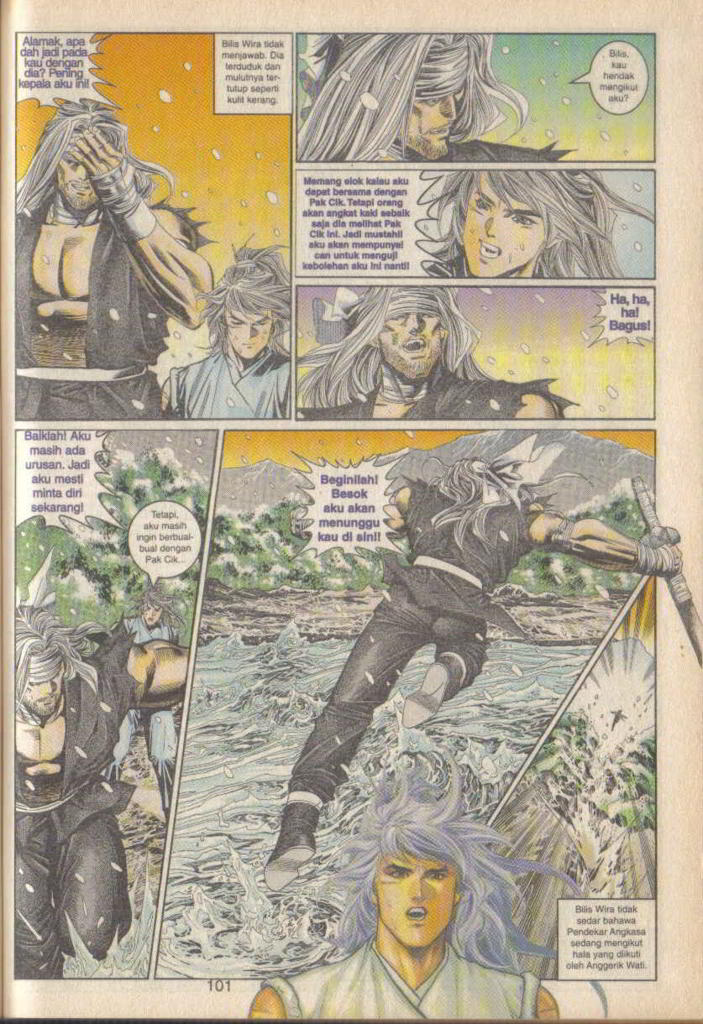 Alamak, apa
dah jadi pada
kau dengan
dia? Pening
kepala aku ini!
Bilis Wira tidak
menjawab. Dia
terduduk dan
mulutnya ter-
tutup seperti
kulit kerang.
Bilis,
kau
hendak
mengikut
aku?
Memang elok kalau aku
dapat bersama dengan
Pak Cik. Tetapi orang
akan angkat kaki sebaik
saja dia melihat Pak
Cik ini. Jadi mustahil
aku akan mempunyai
can untuk menguji
kebolehan aku ini nanti!
Ha, ha,
ha!
Bagus!
Baiklah! Aku
masih ada
urusan. Jadi
aku mesti
minta diri
sekarang!
Tetapi,
aku masih
ingin berbual-
bual dengan
Pak Cik...
Beginilah!
Besok
aku akan
menunggu
kau di sini!
Bilis Wira tidak
sedar bahawa
Pendekar Angkasa
sedang mengikut
hala yang diikuti
oleh Anggerik Wati.
101